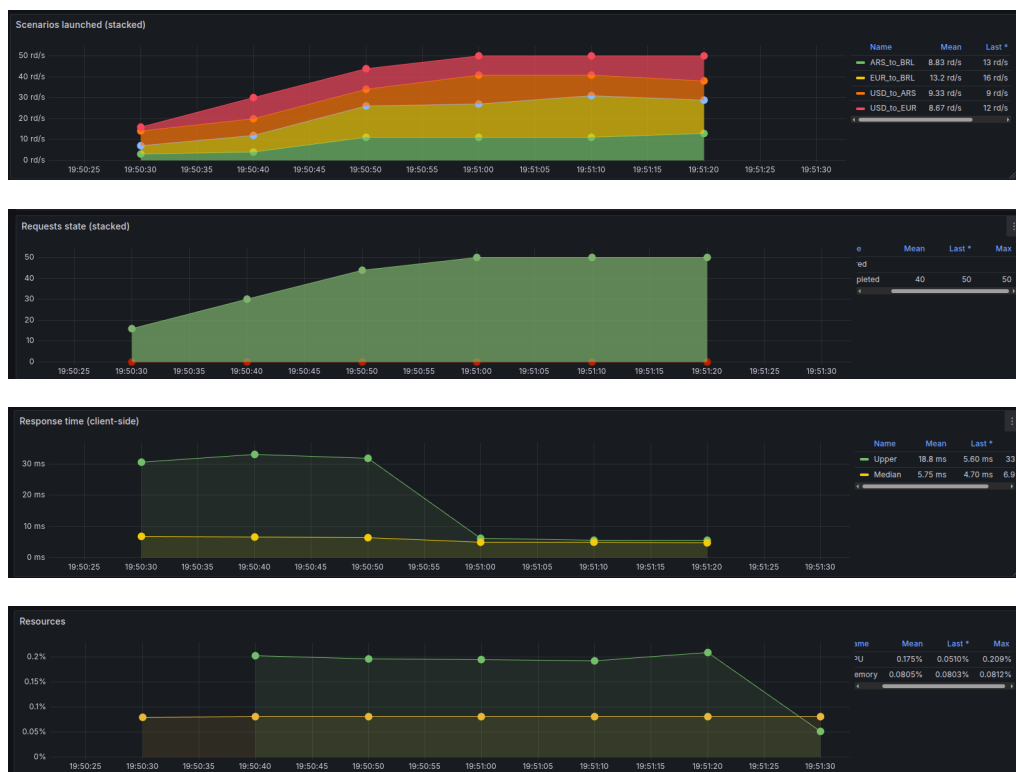 Scenarios launched (stacked)
50 rd/s
40 rd/s
30 rd/s
20 rd/s
10 rd/s
0 rd/s
19:50:25 19:50:30 19:50:35 19:50:40 19:50:45 19:50:50 19:50:55 19:51:00 19:51:05 19:51:10 19:51:15 19:51:20 19:51:25 19:51:30
Name Mean Last *
ARS_to_BRL 8.83 rd/s 13 rd/s
EUR_to_BRL 13.2 rd/s 16 rd/s
USD_to_ARS 9.33 rd/s 9 rd/s
USD_to_EUR 8.67 rd/s 12 rd/s
Requests state (stacked)
50
40
30
20
10
0
19:50:25 19:50:30 19:50:35 19:50:40 19:50:45 19:50:50 19:50:55 19:51:00 19:51:05 19:51:10 19:51:15 19:51:20 19:51:25 19:51:30
e Mean Last * Max
ed
pleted 40 50 50
Response time (client-side)
30 ms
20 ms
10 ms
0 ms
19:50:25 19:50:30 19:50:35 19:50:40 19:50:45 19:50:50 19:50:55 19:51:00 19:51:05 19:51:10 19:51:15 19:51:20 19:51:25 19:51:30
Name Mean Last *
Upper 18.8 ms 5.60 ms 33
Median 5.75 ms 4.70 ms 6.9
Resources
0.2%
0.15%
0.1%
0.05%
0%
19:50:25 19:50:30 19:50:35 19:50:40 19:50:45 19:50:50 19:50:55 19:51:00 19:51:05 19:51:10 19:51:15 19:51:20 19:51:25 19:51:30
ame Mean Last * Max
PU 0.175% 0.0510% 0.209%
emory 0.0805% 0.0803% 0.0812%